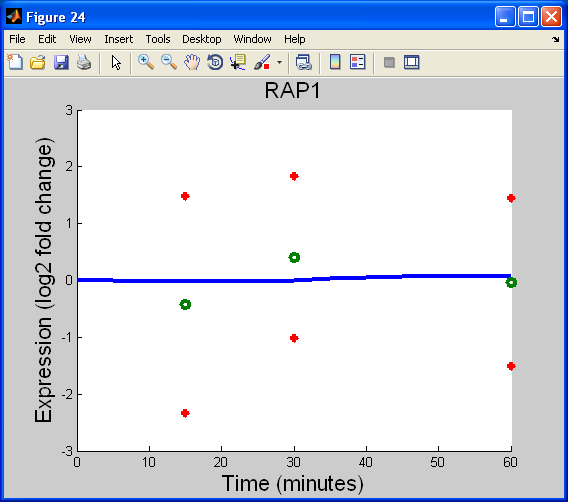 Figure 24
File Edit View Insert Tools Desktop Window Help
RAP1
Expression (log2 fold change)
3
2
1
0
-1
-2
-3
0 10 20 30 40 50 60
Time (minutes)